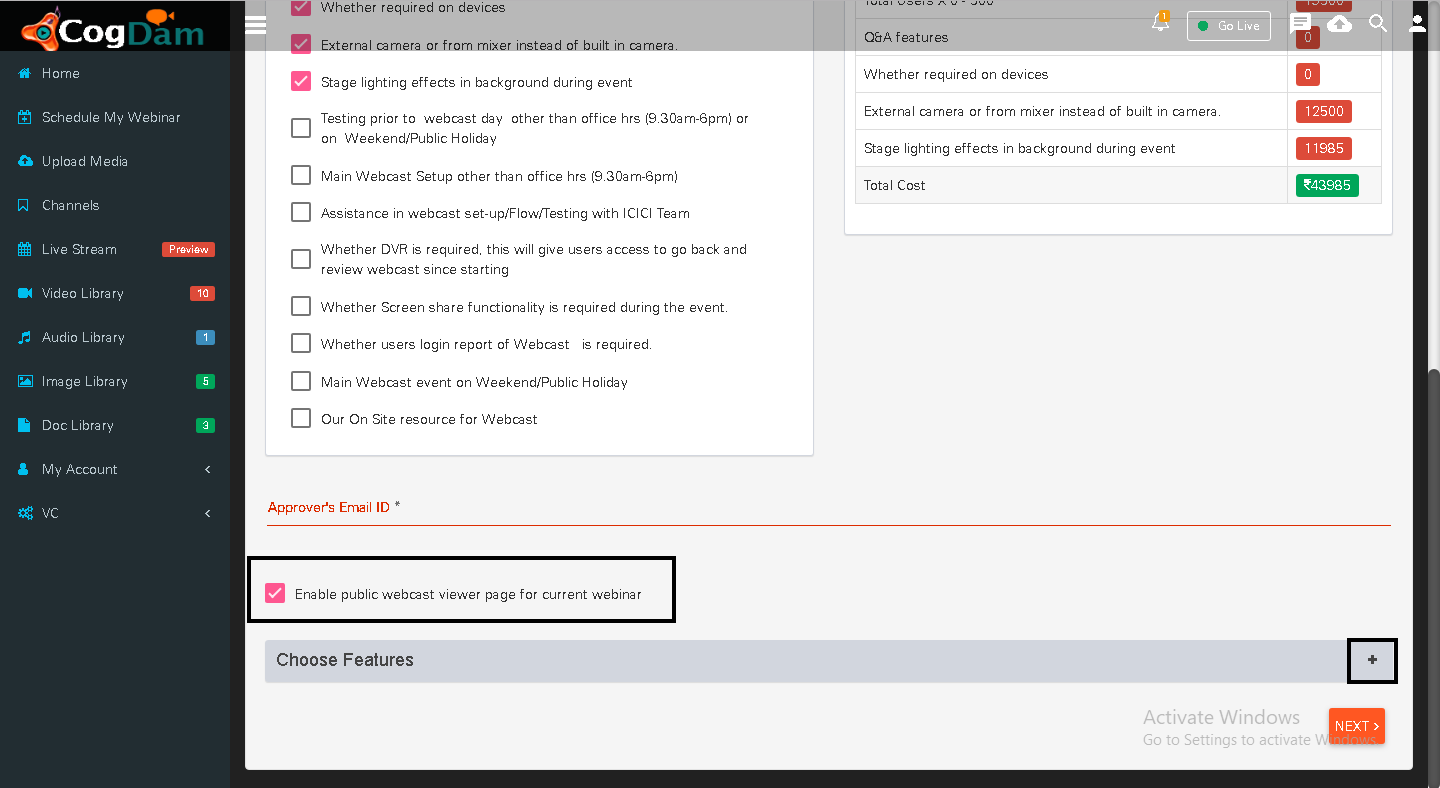 CogDam
1
Go Live
Home
Schedule My Webinar
Upload Media
Channels
Live Stream Preview
Video Library 10
Audio Library 1
Image Library 5
Doc Library 3
My Account
VC
Whether required on devices
External camera or from mixer instead of built in camera.
Stage lighting effects in background during event
Testing prior to webcast day other than office hrs (9.30am-6pm) or
on Weekend/Public Holiday
Main Webcast Setup other than office hrs (9.30am-6pm)
Assistance in webcast set-up/Flow/Testing with ICICI Team
Whether DVR is required, this will give users access to go back and
review webcast since starting
Whether Screen share functionality is required during the event.
Whether users login report of Webcast is required.
Main Webcast event on Weekend/Public Holiday
Our On Site resource for Webcast
Total Users X 0 - 500
Q&A features 0
Whether required on devices 0
External camera or from mixer instead of built in camera. 12500
Stage lighting effects in background during event 11985
Total Cost ₹43985
Approver's Email ID *
Enable public webcast viewer page for current webinar
Choose Features +
Activate Windows
Go to Settings to activate Windows.
NEXT >